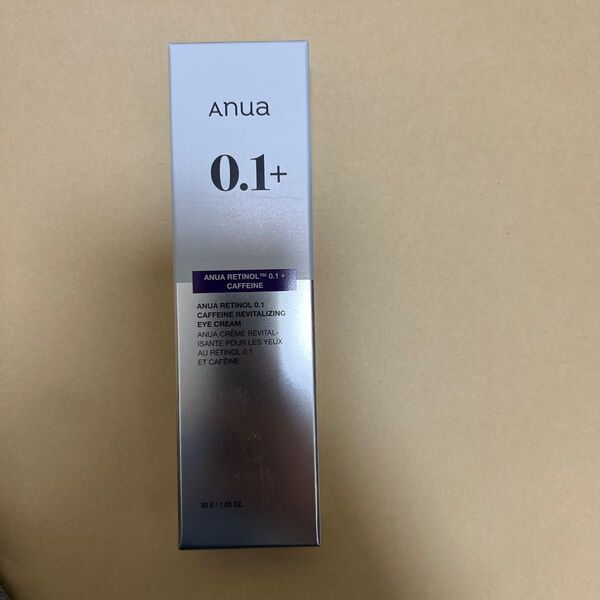 Anua
0.1+
ANUA RETINOL™ 0.1 +
CAFFEINE
ANUA RETINOL 0.1
CAFFEINE REVITALIZING
EYE CREAM
ANUA CRÈME REVITAL-
ISANTE POUR LES YEUX
AU RÉTINOL 0.1
ET CAFÉINE
30 G / 1.05 OZ.